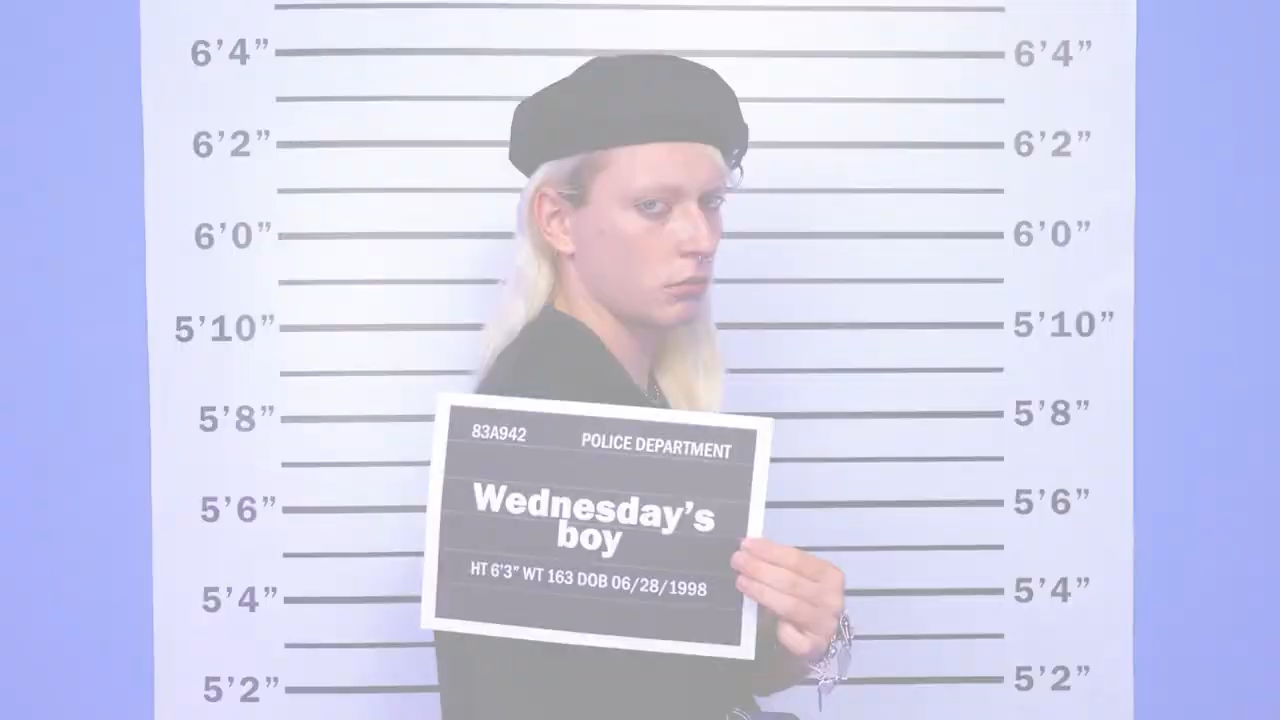 6’4” 6’4”
6’2” 6’2”
6’0” 6’0”
5’10” 5’10”
5’8” 5’8”
83A942 POLICE DEPARTMENT
Wednesday’s
boy
HT 6’3” WT 163 DOB 06/28/1998
5’6” 5’6”
5’4” 5’4”
5’2” 5’2”